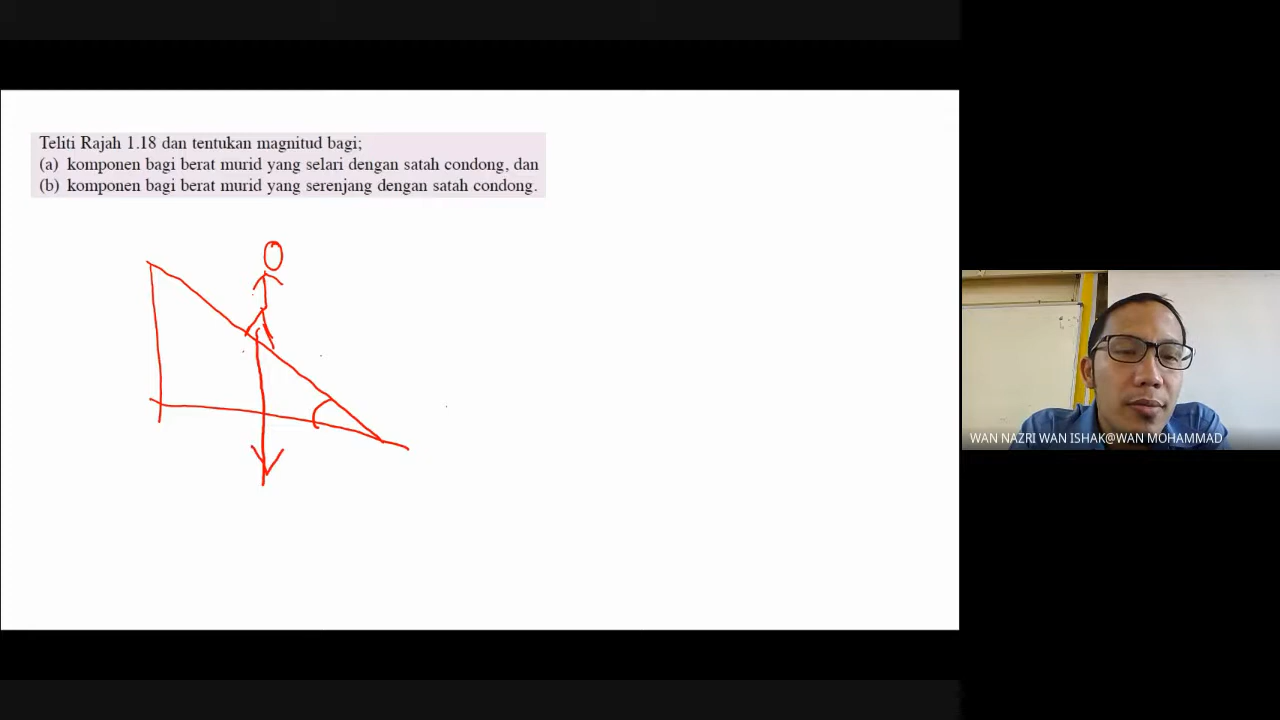 Teliti Rajah 1.18 dan tentukan magnitud bagi;
(a) komponen bagi berat murid yang selari dengan satah condong, dan
(b) komponen bagi berat murid yang serenjang dengan satah condong.
WAN NAZRI WAN ISHAK@WAN MOHAMMAD